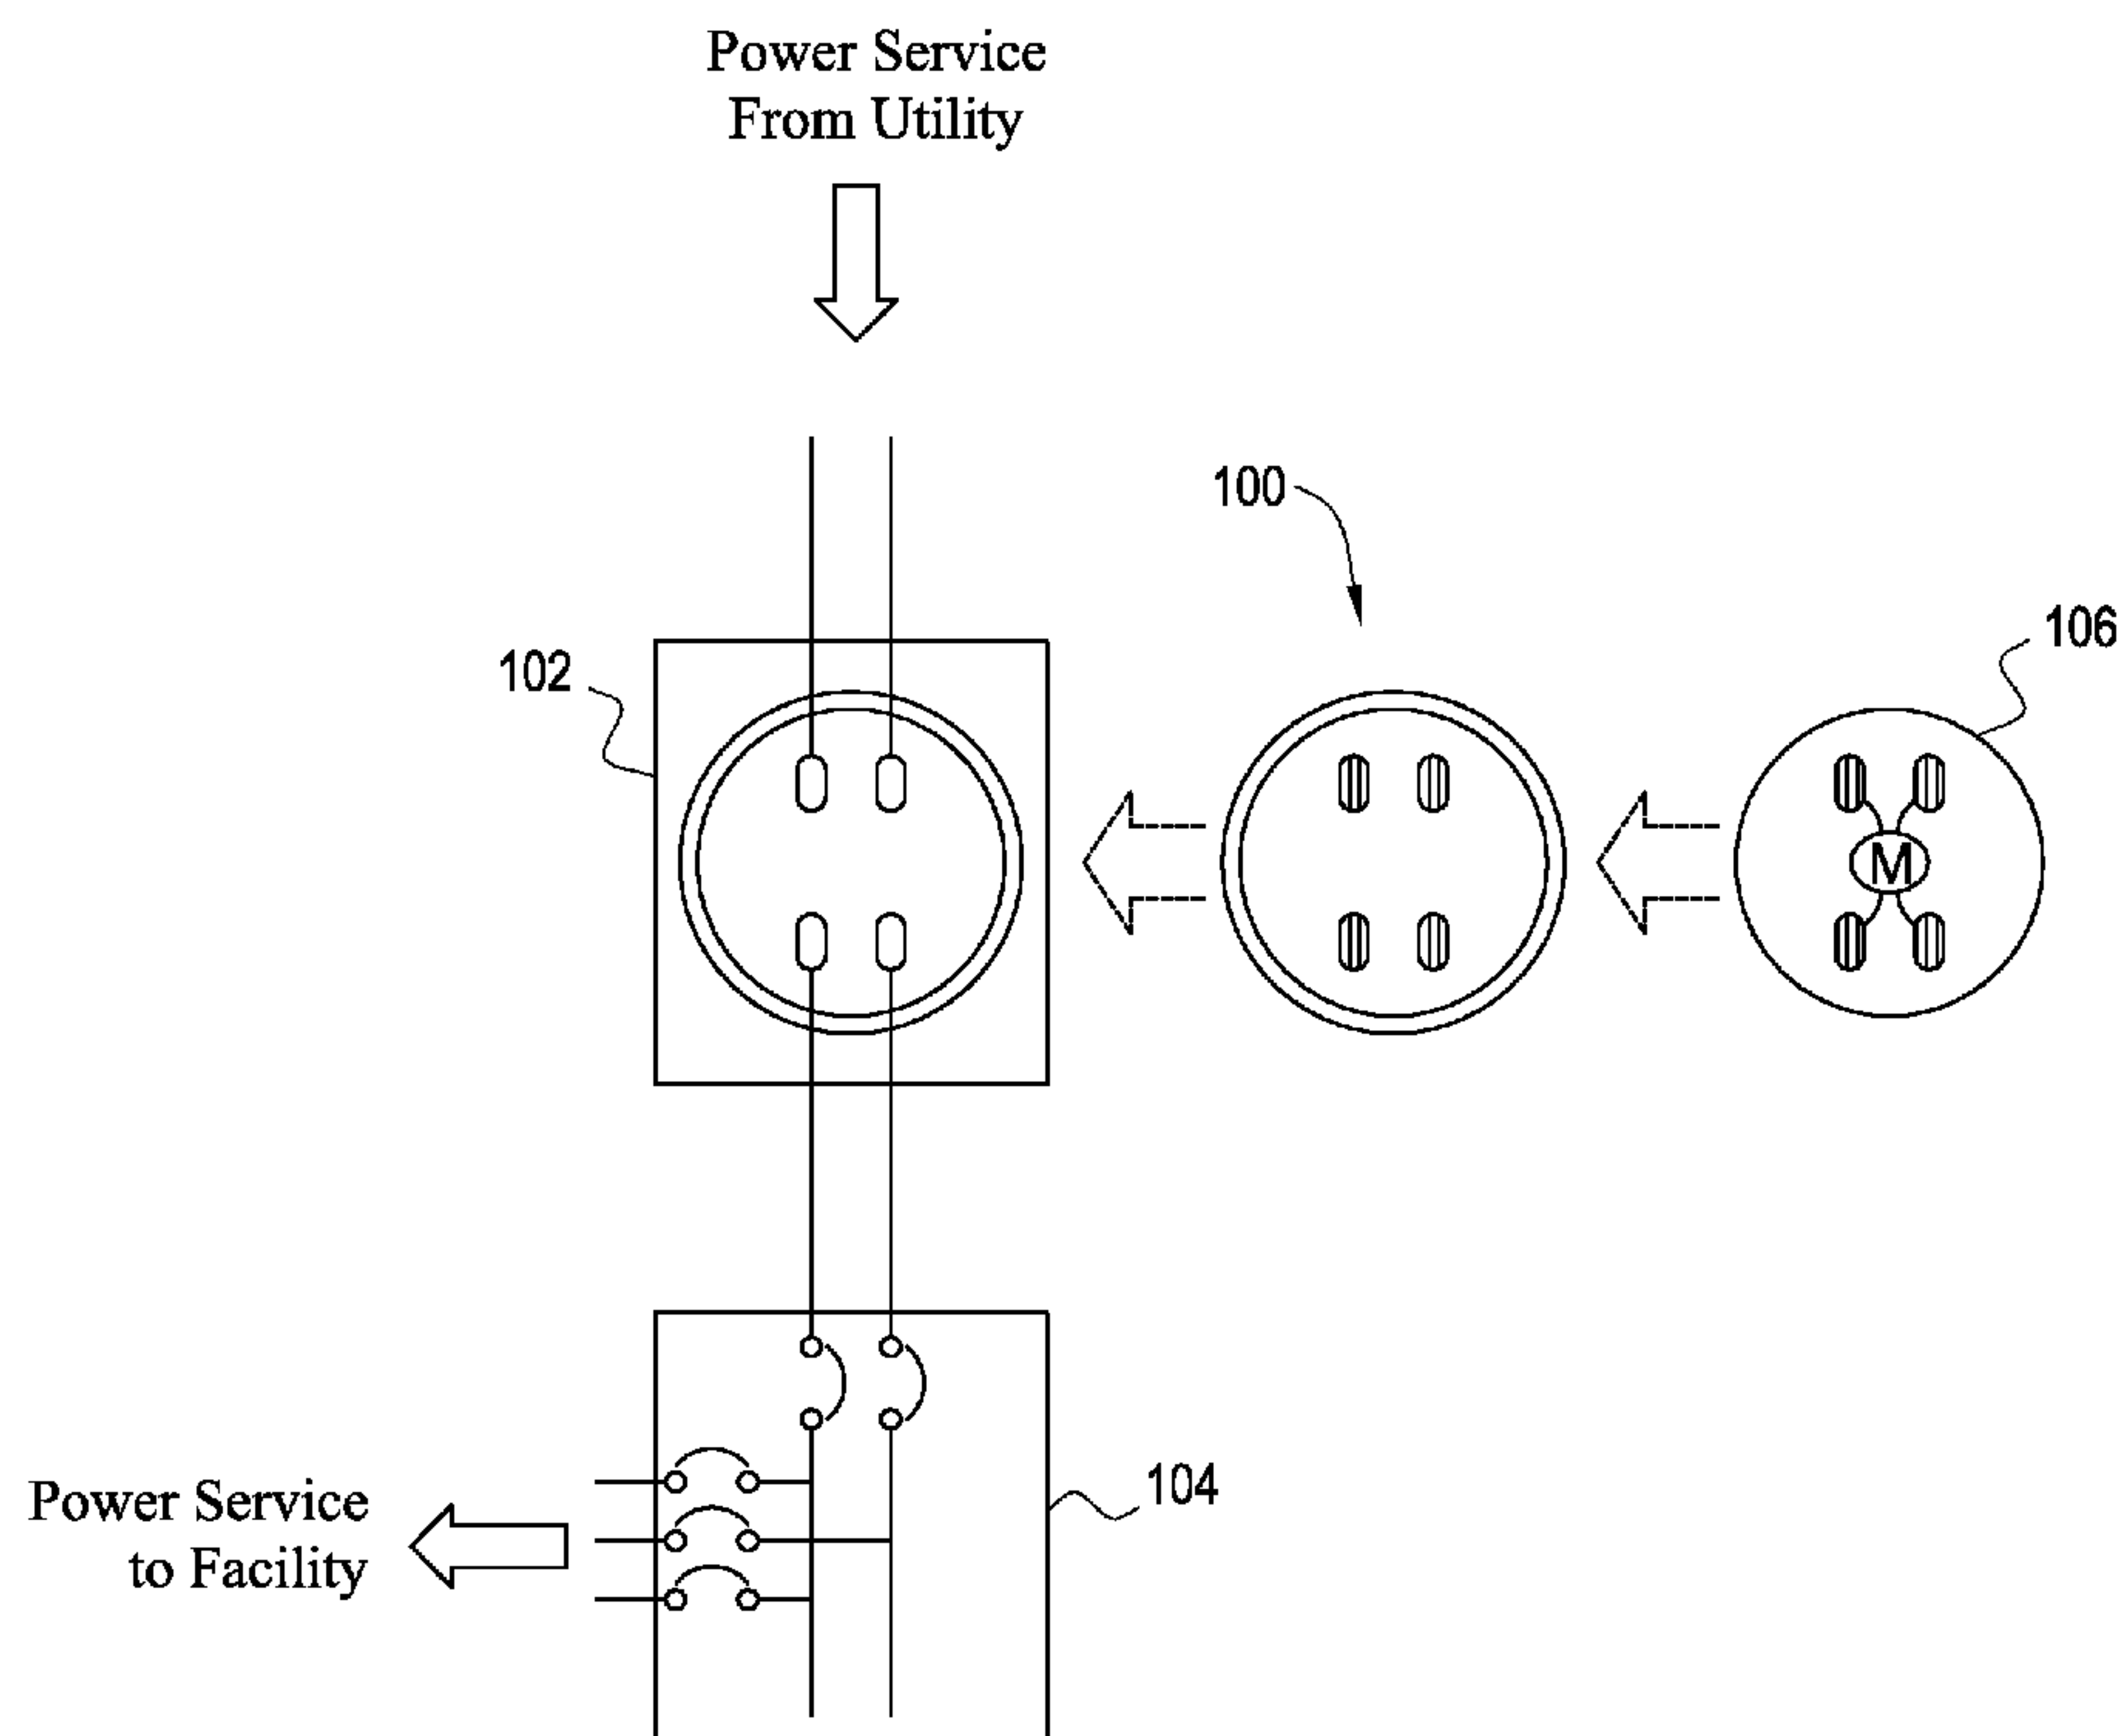 Power Service
From Utility
100
106
102
M
104
Power Service
to Facility